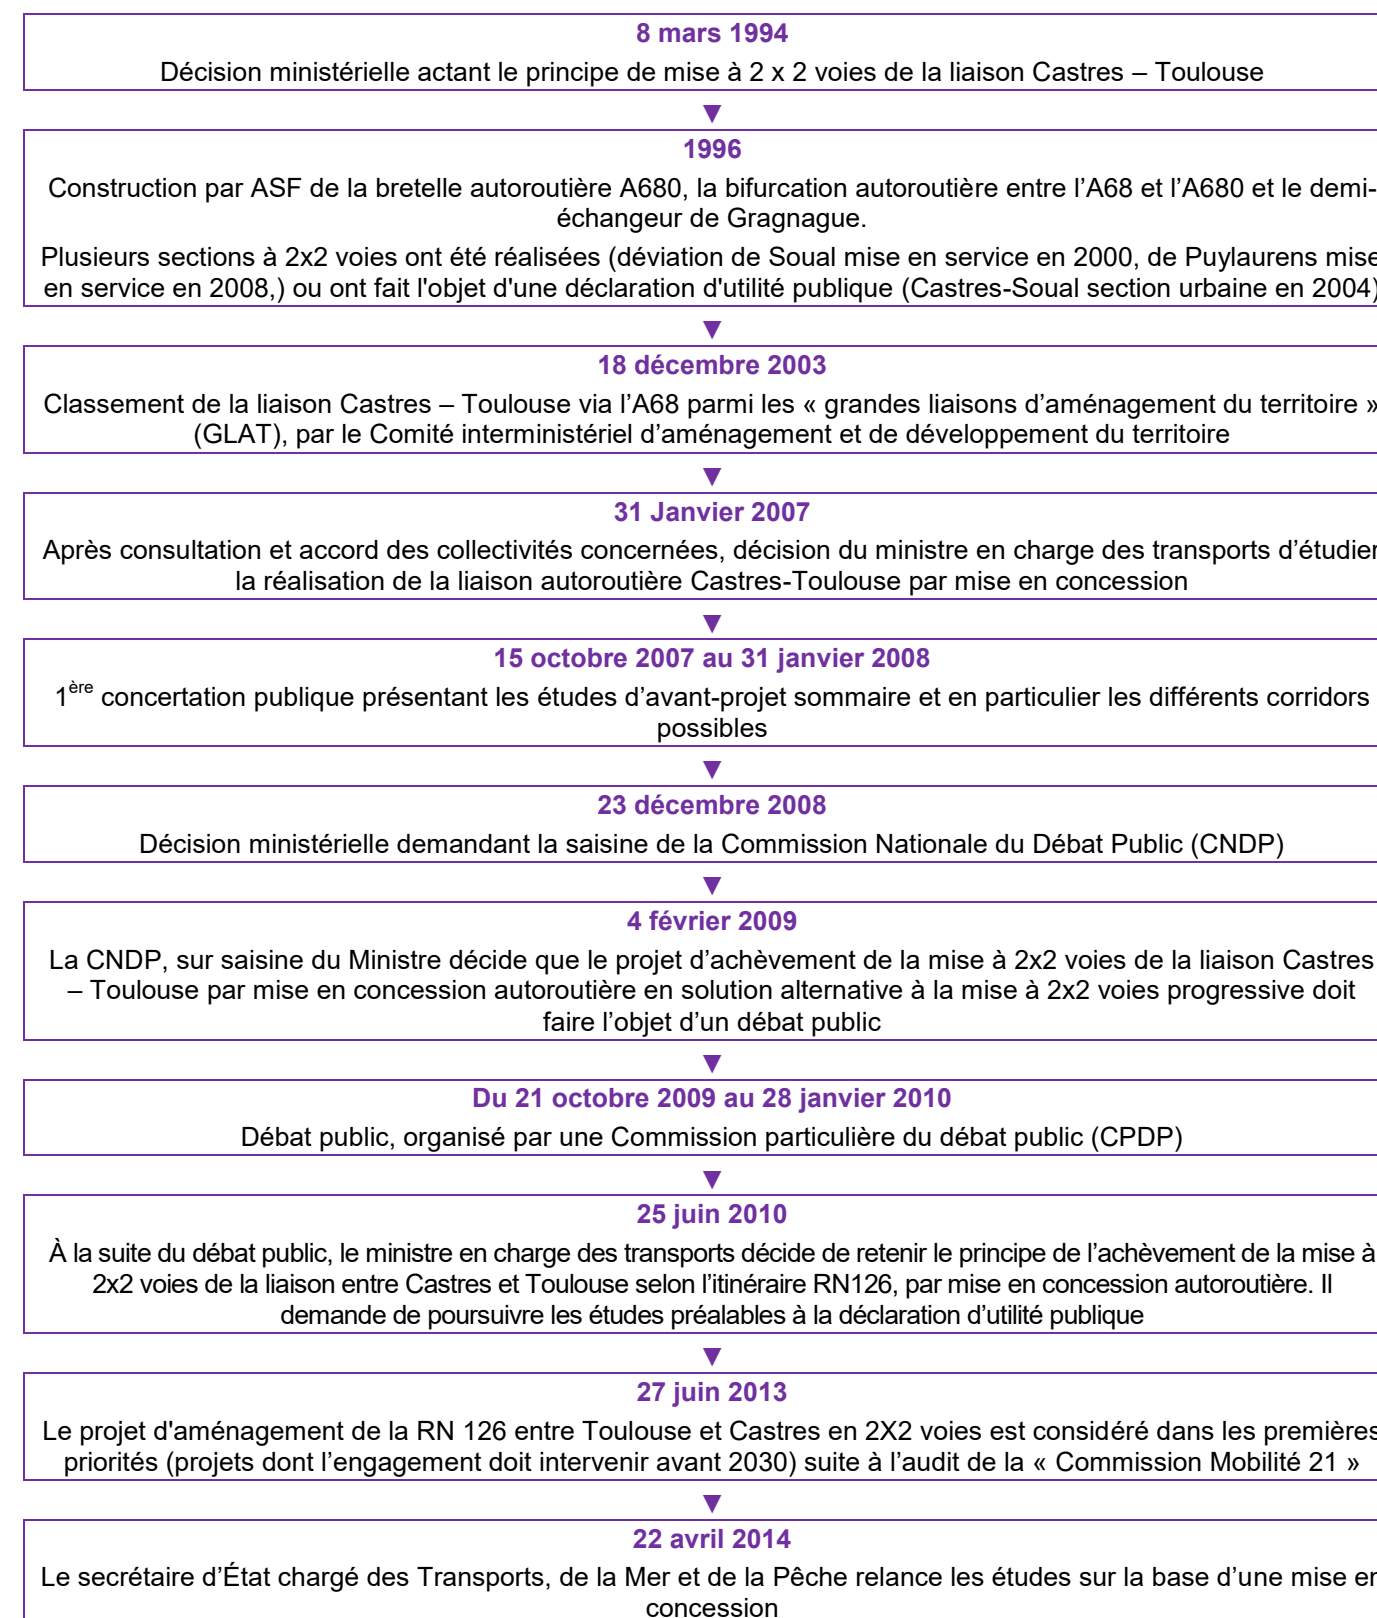 8 mars 1994
Décision ministérielle actant le principe de mise à 2 x 2 voies de la liaison Castres – Toulouse
▼
1996
Construction par ASF de la bretelle autoroutière A680, la bifurcation autoroutière entre l’A68 et l’A680 et le demi-
échangeur de Gragnague.
Plusieurs sections à 2x2 voies ont été réalisées (déviation de Soual mise en service en 2000, de Puylaurens mise
en service en 2008,) ou ont fait l'objet d'une déclaration d'utilité publique (Castres-Soual section urbaine en 2004)
▼
18 décembre 2003
Classement de la liaison Castres – Toulouse via l’A68 parmi les « grandes liaisons d’aménagement du territoire »
(GLAT), par le Comité interministériel d’aménagement et de développement du territoire
▼
31 Janvier 2007
Après consultation et accord des collectivités concernées, décision du ministre en charge des transports d’étudier
la réalisation de la liaison autoroutière Castres-Toulouse par mise en concession
▼
15 octobre 2007 au 31 janvier 2008
1ère concertation publique présentant les études d’avant-projet sommaire et en particulier les différents corridors
possibles
▼
23 décembre 2008
Décision ministérielle demandant la saisine de la Commission Nationale du Débat Public (CNDP)
▼
4 février 2009
La CNDP, sur saisine du Ministre décide que le projet d’achèvement de la mise à 2x2 voies de la liaison Castres
– Toulouse par mise en concession autoroutière en solution alternative à la mise à 2x2 voies progressive doit
faire l’objet d’un débat public
▼
Du 21 octobre 2009 au 28 janvier 2010
Débat public, organisé par une Commission particulière du débat public (CPDP)
▼
25 juin 2010
À la suite du débat public, le ministre en charge des transports décide de retenir le principe de l’achèvement de la mise à
2x2 voies de la liaison entre Castres et Toulouse selon l’itinéraire RN126, par mise en concession autoroutière. Il
demande de poursuivre les études préalables à la déclaration d’utilité publique
▼
27 juin 2013
Le projet d'aménagement de la RN 126 entre Toulouse et Castres en 2X2 voies est considéré dans les premières
priorités (projets dont l’engagement doit intervenir avant 2030) suite à l’audit de la « Commission Mobilité 21 »
▼
22 avril 2014
Le secrétaire d’État chargé des Transports, de la Mer et de la Pêche relance les études sur la base d’une mise en
concession